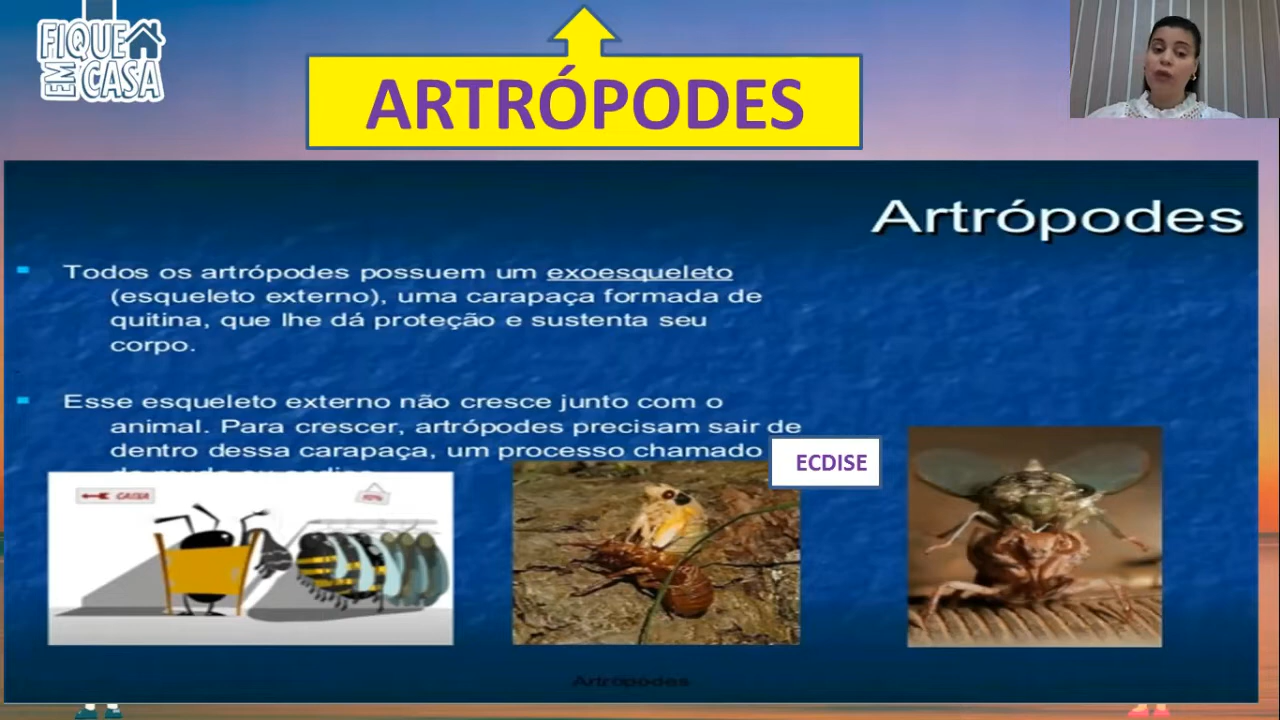 FIQUE
EM CASA
ARTRÓPODES
Artrópodes
Todos os artrópodes possuem um exoesqueleto
(esqueleto externo), uma carapaça formada de
quitina, que lhe dá proteção e sustenta seu
corpo.
Esse esqueleto externo não cresce junto com o
animal. Para crescer, artrópodes precisam sair de
dentro dessa carapaça, um processo chamado
ECDISE
CAIXA
Artrópodes